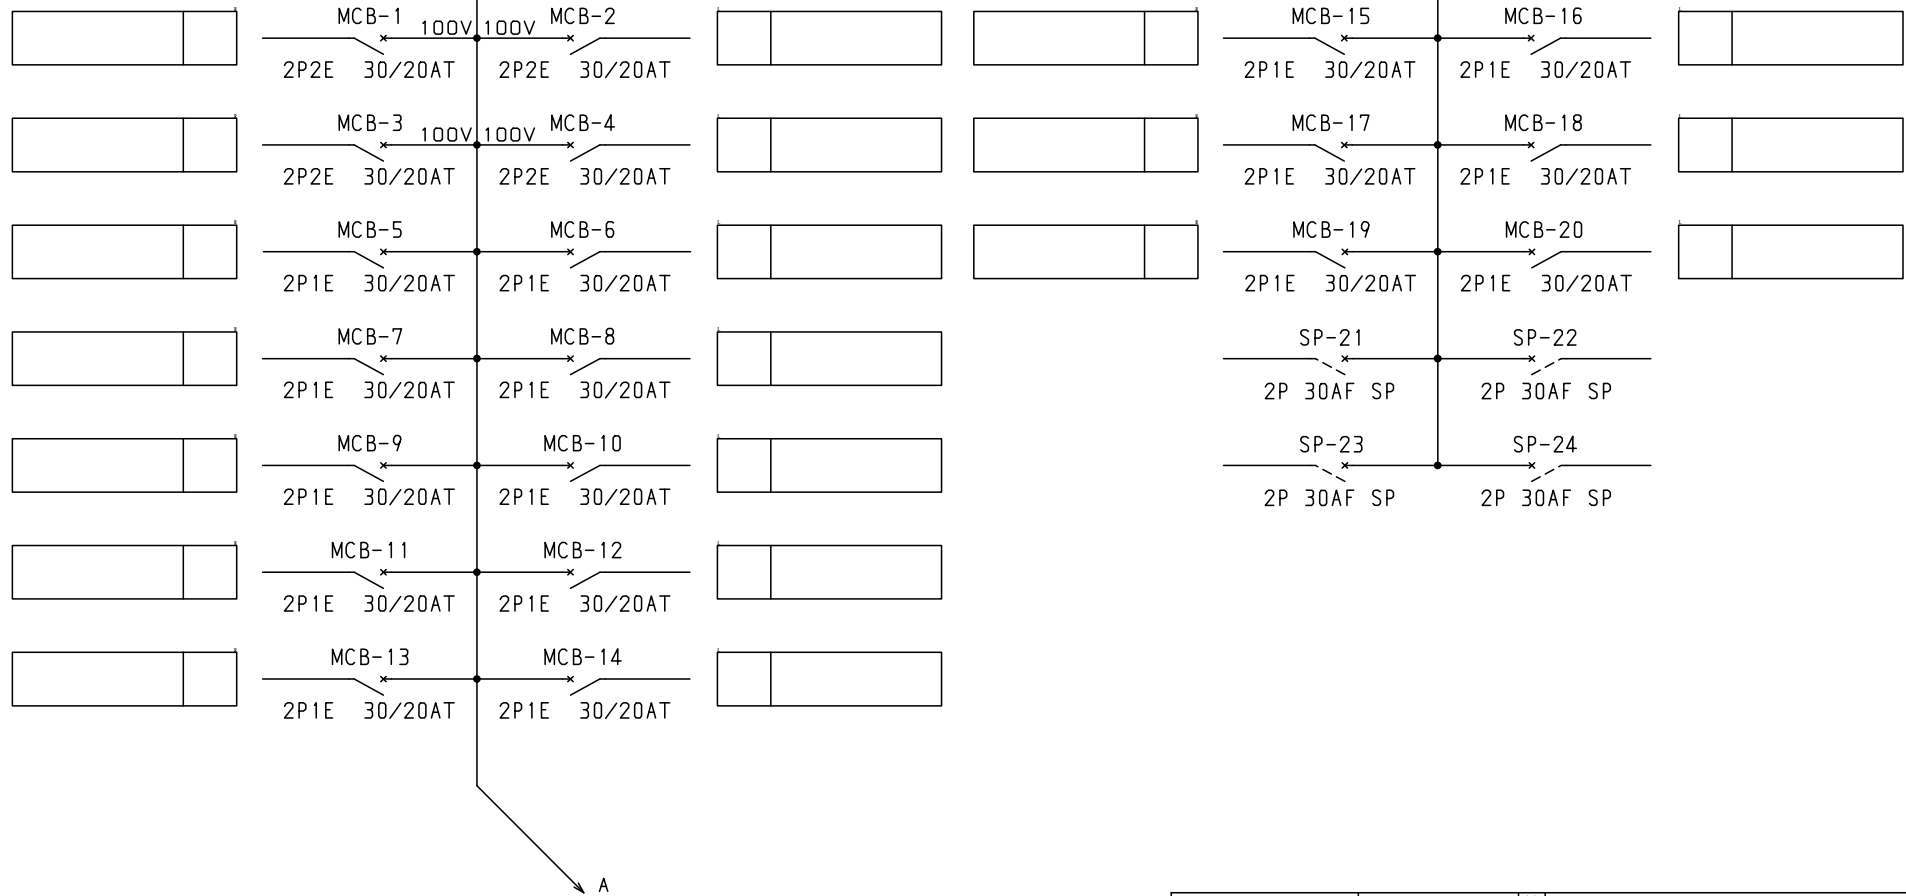 MCB-1 100V 100V MCB-2
2P2E 30/20AT 2P2E 30/20AT
MCB-3 100V 100V MCB-4
2P2E 30/20AT 2P2E 30/20AT
MCB-5 MCB-6
2P1E 30/20AT 2P1E 30/20AT
MCB-7 MCB-8
2P1E 30/20AT 2P1E 30/20AT
MCB-9 MCB-10
2P1E 30/20AT 2P1E 30/20AT
MCB-11 MCB-12
2P1E 30/20AT 2P1E 30/20AT
MCB-13 MCB-14
2P1E 30/20AT 2P1E 30/20AT
A
MCB-15 MCB-16
2P1E 30/20AT 2P1E 30/20AT
MCB-17 MCB-18
2P1E 30/20AT 2P1E 30/20AT
MCB-19 MCB-20
2P1E 30/20AT 2P1E 30/20AT
SP-21 SP-22
2P 30AF SP 2P 30AF SP
SP-23 SP-24
2P 30AF SP 2P 30AF SP